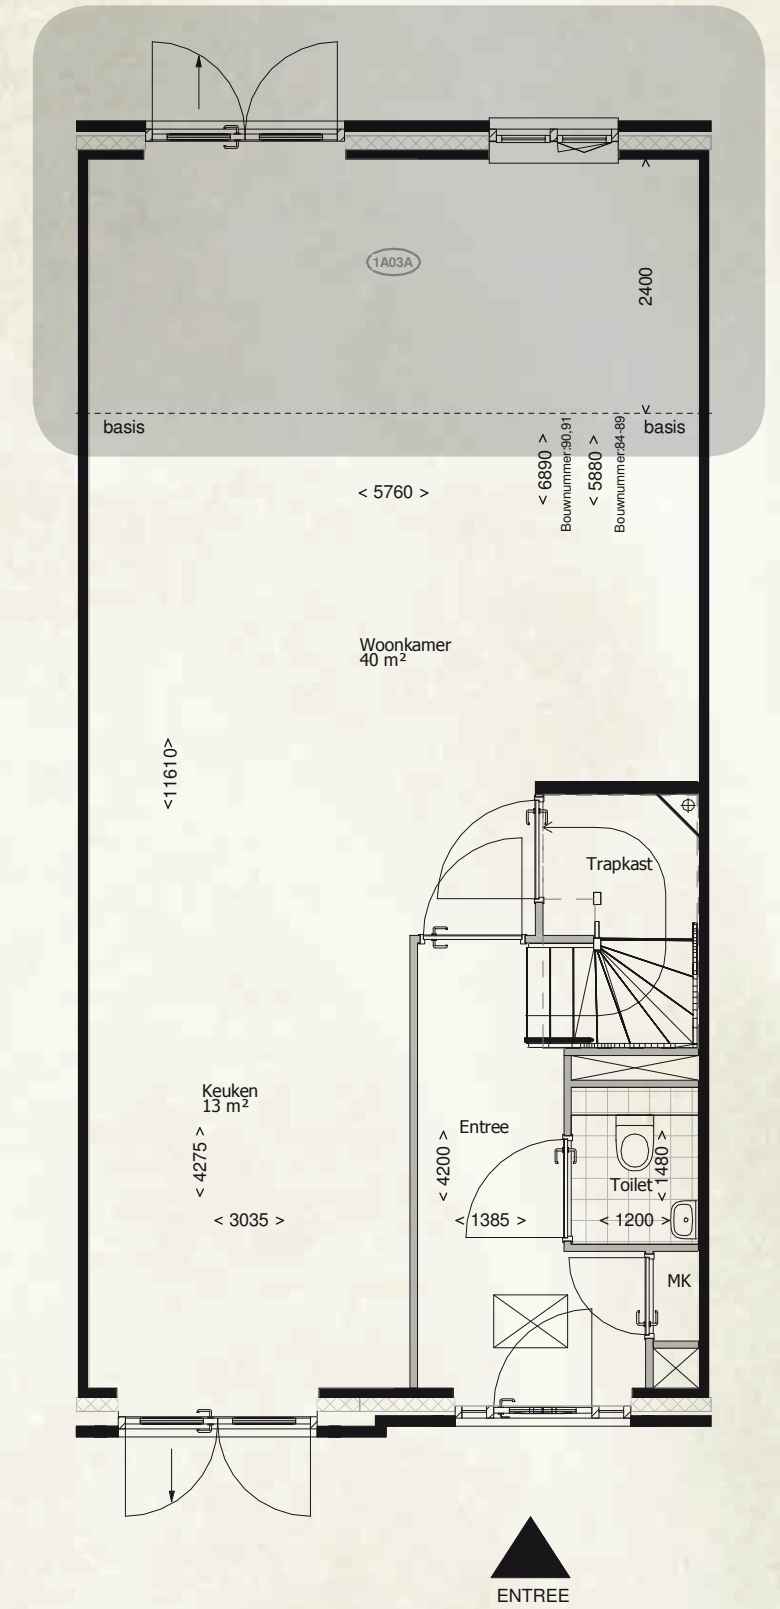 1A03A
2400
basis
basis
< 6890 >
Bouwnummer:90,91
< 5880 >
Bouwnummer:84-89
< 5760 >
Woonkamer
40 m²
<11610>
Trapkast
Keuken
13 m²
< 4275 >
< 3035 >
Entree
< 4200 >
< 1385 >
Toilet
< 1480 >
< 1200 >
MK
ENTREE